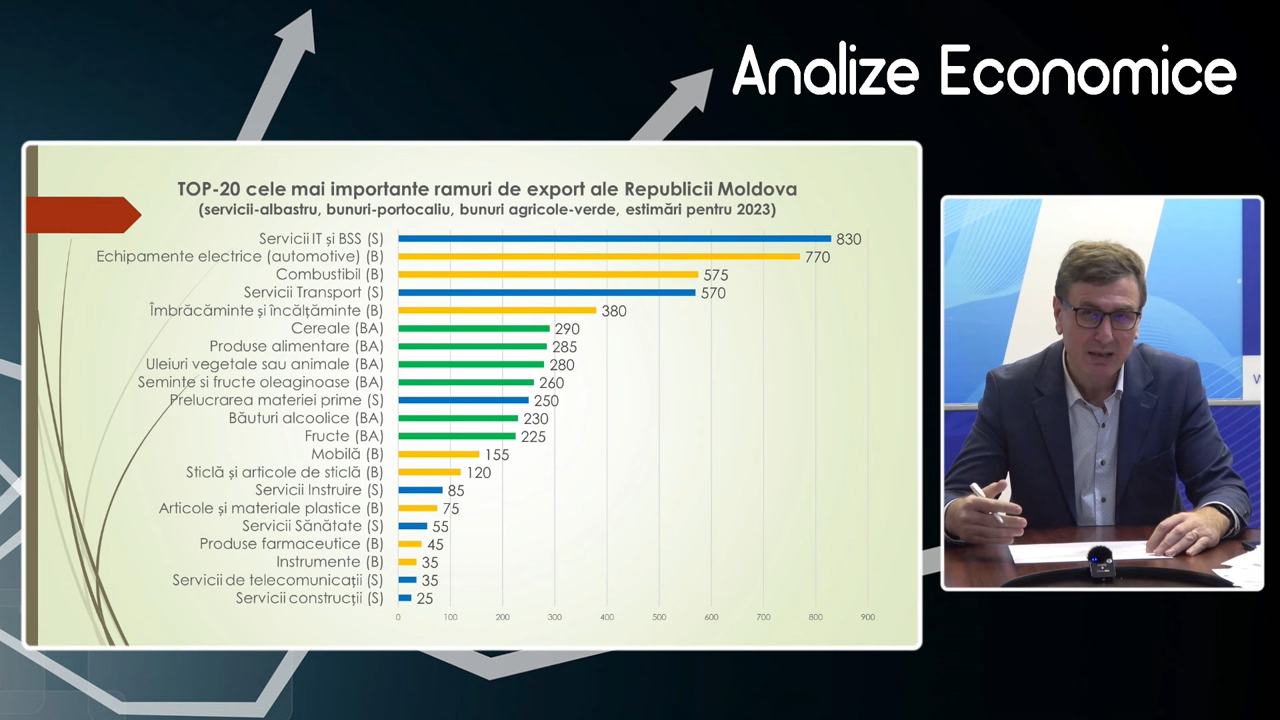 Analize Economice
TOP-20 cele mai importante ramuri de export ale Republicii Moldova
(servicii-albastru, bunuri-portocaliu, bunuri agricole-verde, estimări pentru 2023)
Servicii IT și BSS (S) 830
Echipamente electrice (automotive) (B) 770
Combustibil (B) 575
Servicii Transport (S) 570
Îmbrăcăminte și încălțăminte (B) 380
Cereale (BA) 290
Produse alimentare (BA) 285
Uleiuri vegetale sau animale (BA) 280
Seminte si fructe oleaginoase (BA) 260
Prelucrarea materiei prime (S) 250
Băuturi alcoolice (BA) 230
Fructe (BA) 225
Mobilă (B) 155
Sticlă și articole de sticlă (B) 120
Servicii Instruire (S) 85
Articole și materiale plastice (B) 75
Servicii Sănătate (S) 55
Produse farmaceutice (B) 45
Instrumente (B) 35
Servicii de telecomunicații (S) 35
Servicii construcții (S) 25
0 100 200 300 400 500 600 700 800 900
W